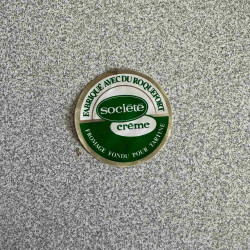 FABRIQUÉ AVEC DU ROQUEFORT
société
crème
FROMAGE FONDU POUR TARTINE